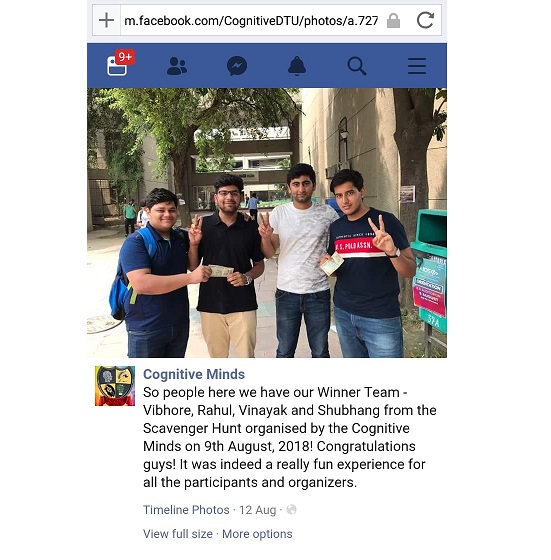 m.facebook.com/CognitiveDTU/photos/a.727
9+
U.S. POLO ASSN.
32A
Cognitive Minds
So people here we have our Winner Team -
Vibhore, Rahul, Vinayak and Shubhang from the
Scavenger Hunt organised by the Cognitive
Minds on 9th August, 2018! Congratulations
guys! It was indeed a really fun experience for
all the participants and organizers.
Timeline Photos · 12 Aug ·
View full size · More options